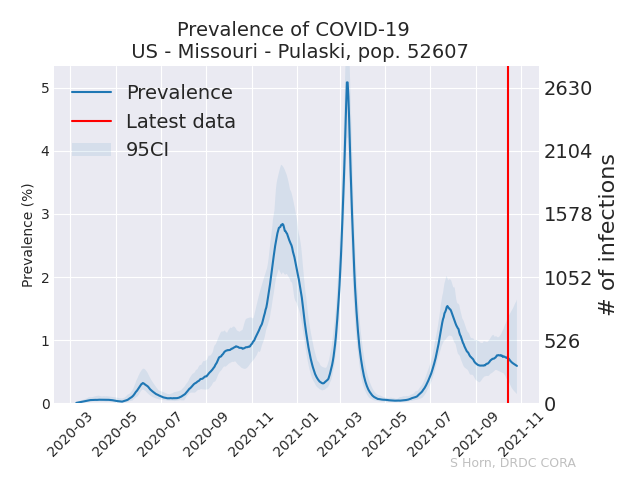 Prevalence of COVID-19
US - Missouri - Pulaski, pop. 52607
Prevalence
Latest data
95CI
Prevalence (%)
5
4
3
2
1
0
2630
2104
1578
1052
526
0
# of infections
2020-03
2020-05
2020-07
2020-09
2020-11
2021-01
2021-03
2021-05
2021-07
2021-09
2021-11
S Horn, DRDC CORA